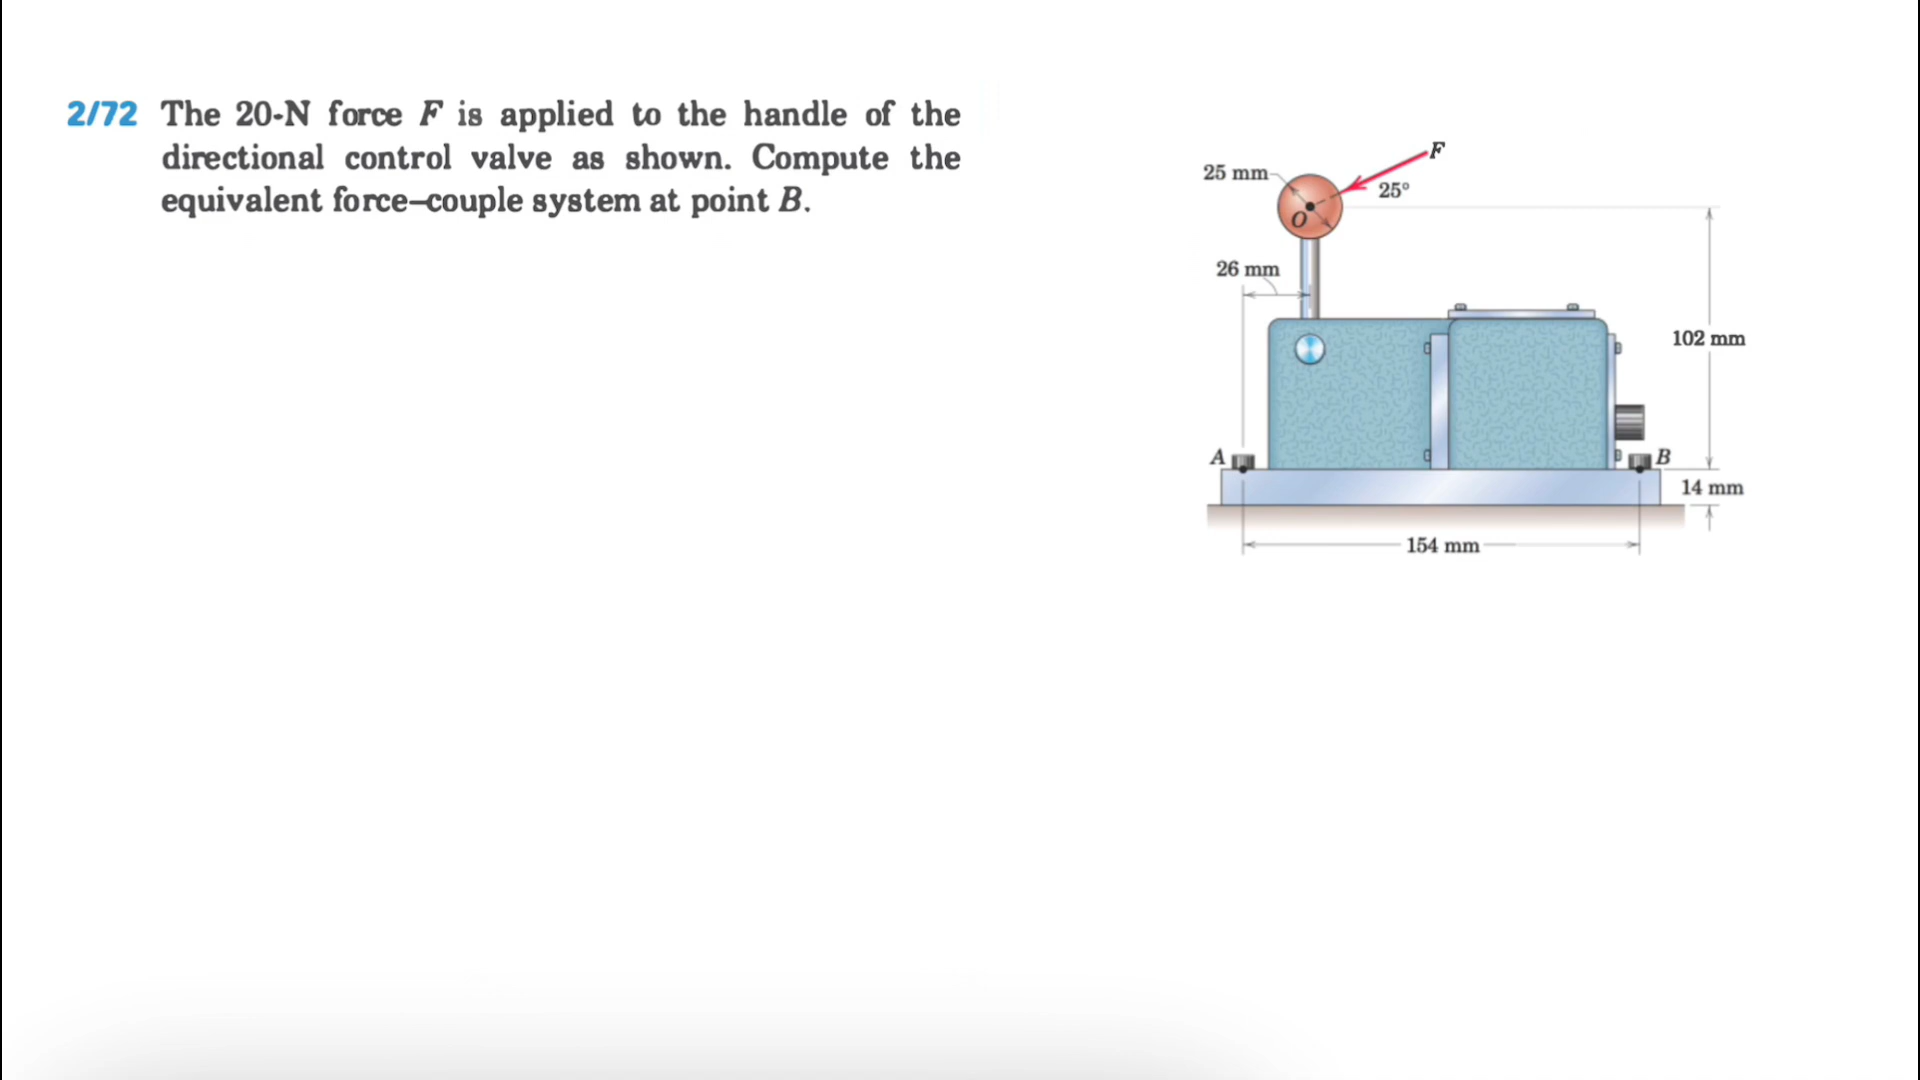 2/72 The 20-N force F is applied to the handle of the
directional control valve as shown. Compute the
equivalent force–couple system at point B.
F
25 mm
25°
O
26 mm
102 mm
A
B
14 mm
154 mm